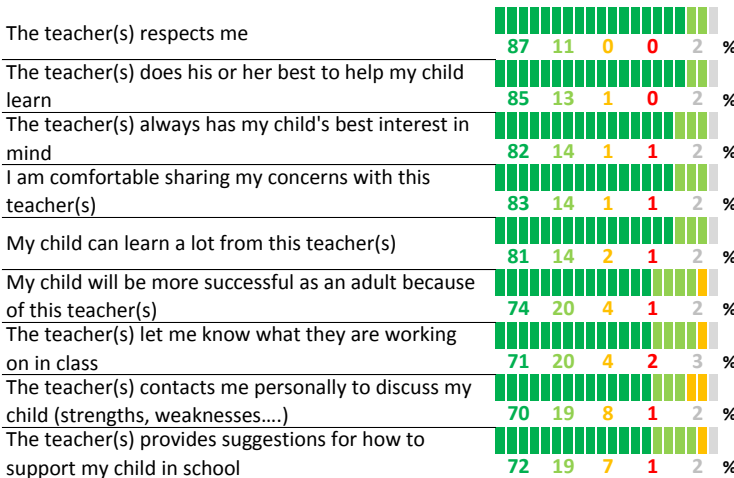 The teacher(s) respects me
87 11 0 0 2 %
The teacher(s) does his or her best to help my child
learn
85 13 1 0 2 %
The teacher(s) always has my child's best interest in
mind
82 14 1 1 2 %
I am comfortable sharing my concerns with this
teacher(s)
83 14 1 1 2 %
My child can learn a lot from this teacher(s)
81 14 2 1 2 %
My child will be more successful as an adult because
of this teacher(s)
74 20 4 1 2 %
The teacher(s) let me know what they are working
on in class
71 20 4 2 3 %
The teacher(s) contacts me personally to discuss my
child (strengths, weaknesses....)
70 19 8 1 2 %
The teacher(s) provides suggestions for how to
support my child in school
72 19 7 1 2 %